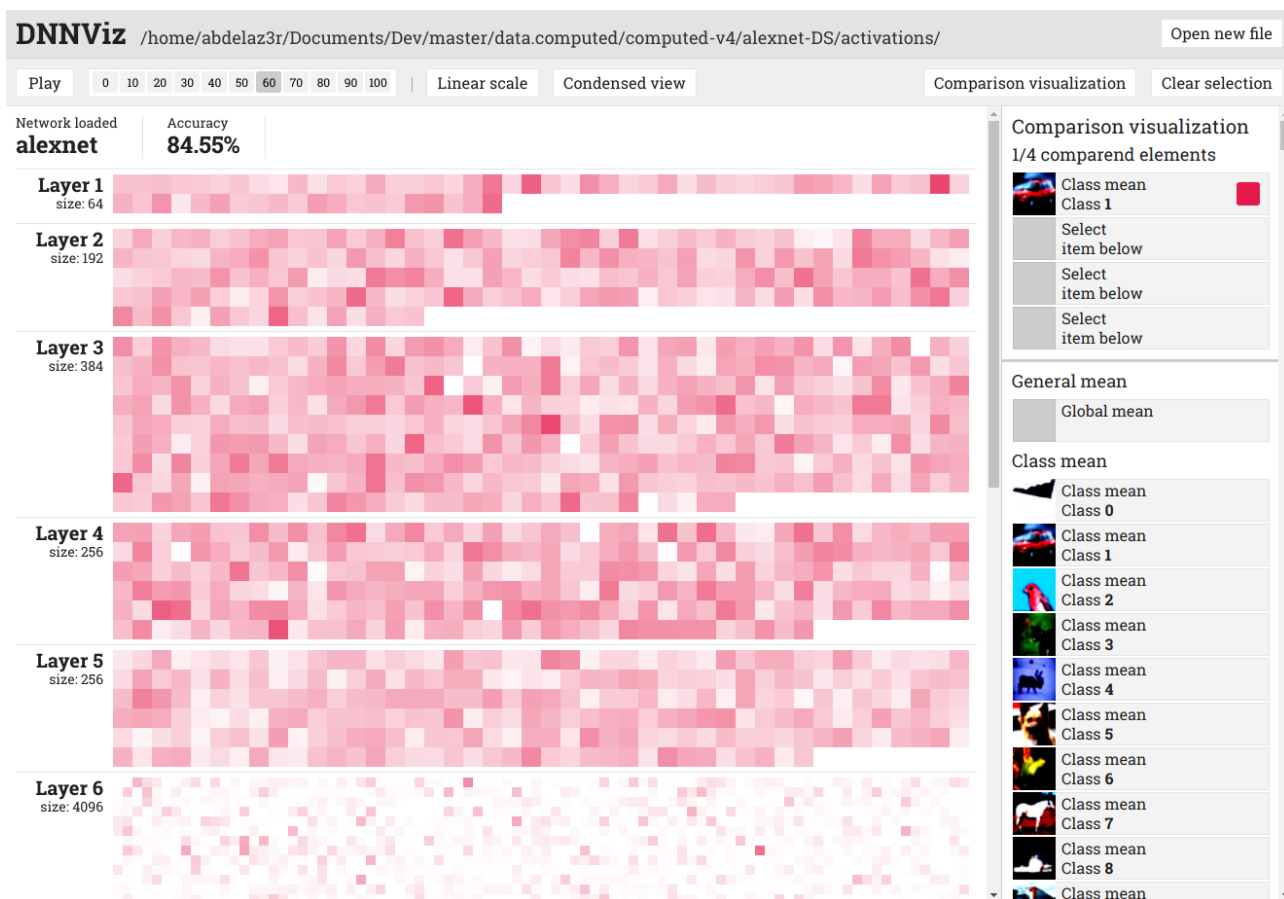 DNNViz /home/abdelaz3r/Documents/Dev/master/data.computed/computed-v4/alexnet-DS/activations/ Open new file
Play 0 10 20 30 40 50 60 70 80 90 100 | Linear scale Condensed view Comparison visualization Clear selection
Network loaded
alexnet
Accuracy
84.55%
Layer 1
size: 64
Layer 2
size: 192
Layer 3
size: 384
Layer 4
size: 256
Layer 5
size: 256
Layer 6
size: 4096
Comparison visualization
1/4 comparend elements
Class mean
Class 1
Select
item below
Select
item below
Select
item below
General mean
Global mean
Class mean
Class mean
Class 0
Class mean
Class 1
Class mean
Class 2
Class mean
Class 3
Class mean
Class 4
Class mean
Class 5
Class mean
Class 6
Class mean
Class 7
Class mean
Class 8
Class mean